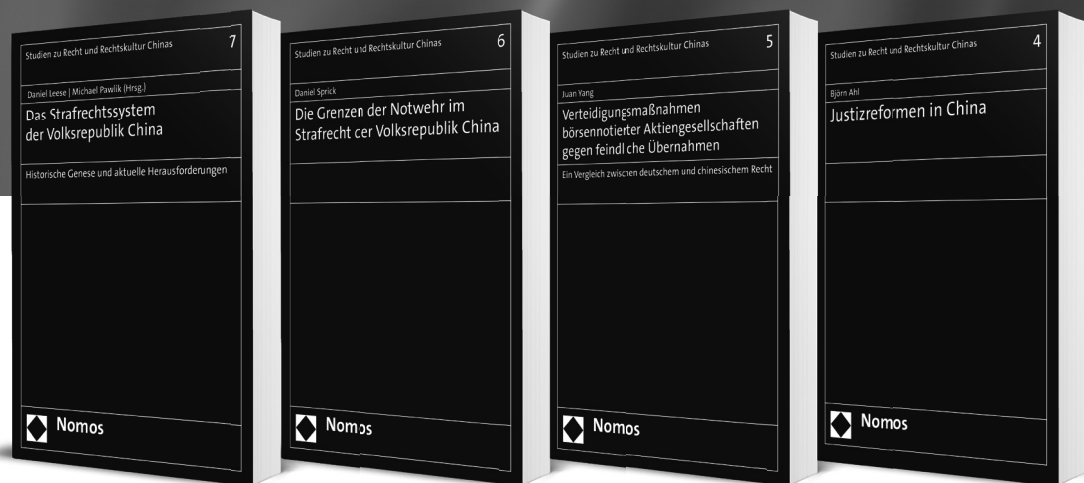 Studien zu Recht und Rechtskultur Chinas 7
Daniel Leese | Michael Pawlik (Hrsg.)
Das Strafrechtssystem
der Volksrepublik China
Historische Genese und aktuelle Herausforderungen
Nomos
Studien zu Recht und Rechtskultur Chinas 6
Daniel Sprick
Die Grenzen der Notwehr im
Strafrecht der Volksrepublik China
Nomos
Studien zu Recht und Rechtskultur Chinas 5
Juan Yang
Verteidigungsmaßnahmen
börsennotierter Aktiengesellschaften
gegen feindliche Übernahmen
Ein Vergleich zwischen deutschem und chinesischem Recht
Nomos
Studien zu Recht und Rechtskultur Chinas 4
Björn Ahl
Justizreformen in China
Nomos